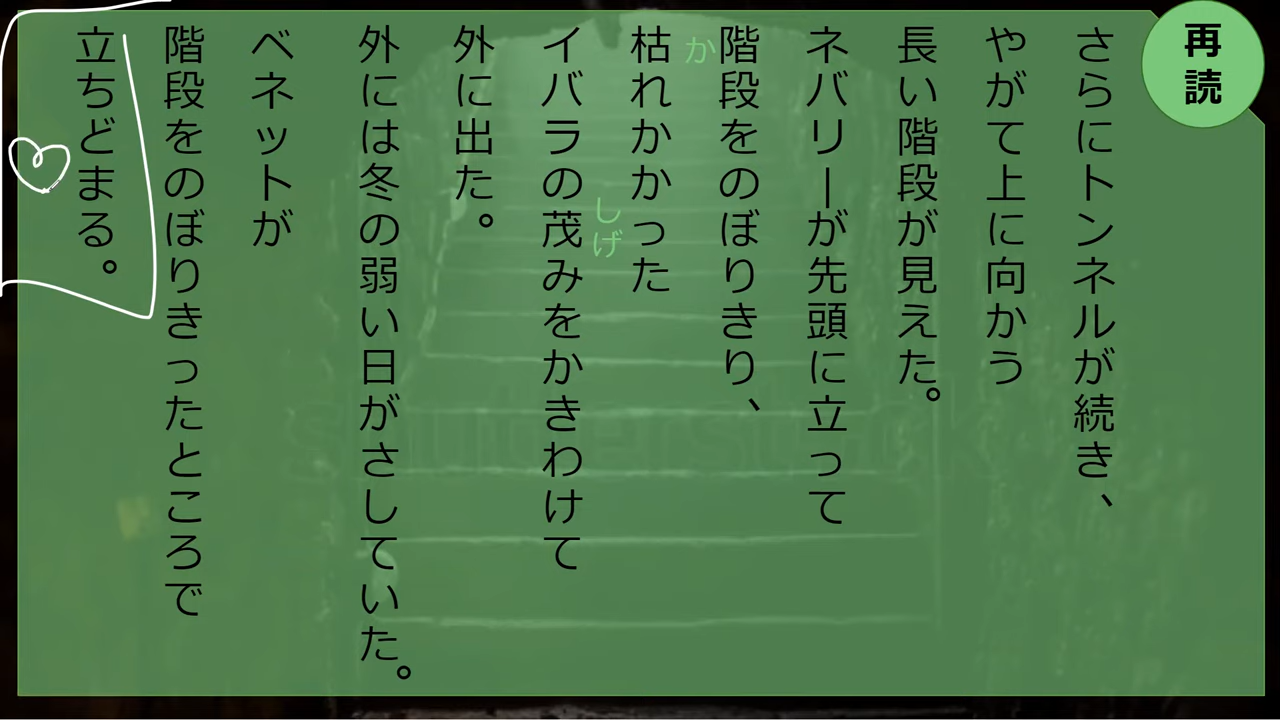 再読
さらにトンネルが続き、
やがて上に向かう
長い階段が見えた。
ネバリーが先頭に立って
階段をのぼりきり、
か
枯れかかった
しげ
イバラの茂みをかきわけて
外に出た。
外には冬の弱い日がさしていた。
ベネットが
階段をのぼりきったところで
立ちどまる。